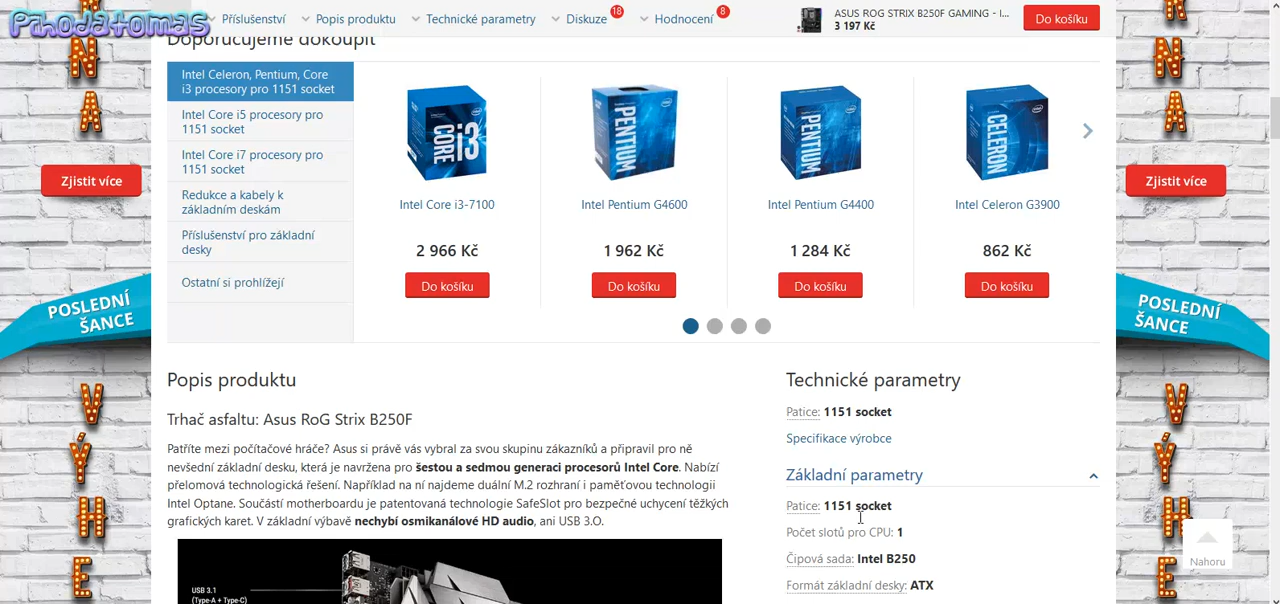 Pihodatomas
Příslušenství
Popis produktu
Technické parametry
Diskuze
18
Hodnocení
8
ASUS ROG STRIX B250F GAMING - I...
3 197 Kč
Do košíku
Doporučujeme dokoupit
Intel Celeron, Pentium, Core
i3 procesory pro 1151 socket
Intel Core i5 procesory pro
1151 socket
Intel Core i7 procesory pro
1151 socket
Redukce a kabely k
základním deskám
Příslušenství pro základní
desky
Ostatní si prohlížejí
CORE i3
PENTIUM
PENTIUM
CELERON
Intel Core i3-7100
Intel Pentium G4600
Intel Pentium G4400
Intel Celeron G3900
2 966 Kč
1 962 Kč
1 284 Kč
862 Kč
Do košíku
Do košíku
Do košíku
Do košíku
Popis produktu
Trhač asfaltu: Asus RoG Strix B250F
Patříte mezi počítačové hráče? Asus si právě vás vybral za svou skupinu zákazníků a připravil pro ně
nevšední základní desku, která je navržena pro šestou a sedmou generaci procesorů Intel Core. Nabízí
přelomová technologická řešení. Například na ní najdeme duální M.2 rozhraní i paměťovou technologii
Intel Optane. Součástí motherboardu je patentovaná technologie SafeSlot pro bezpečné uchycení těžkých
grafických karet. V základní výbavě nechybí osmikanálové HD audio, ani USB 3.O.
USB 3.1
(Type-A + Type-C)
Technické parametry
Patice: 1151 socket
Specifikace výrobce
Základní parametry
Patice: 1151 socket
Počet slotů pro CPU: 1
Čipová sada: Intel B250
Formát základní desky: ATX
N
A
Zjistit více
POSLEDNÍ
ŠANCE
V
Ý
H
E
R
N
A
Zjistit více
POSLEDNÍ
ŠANCE
V
Ý
H
E
Nahoru